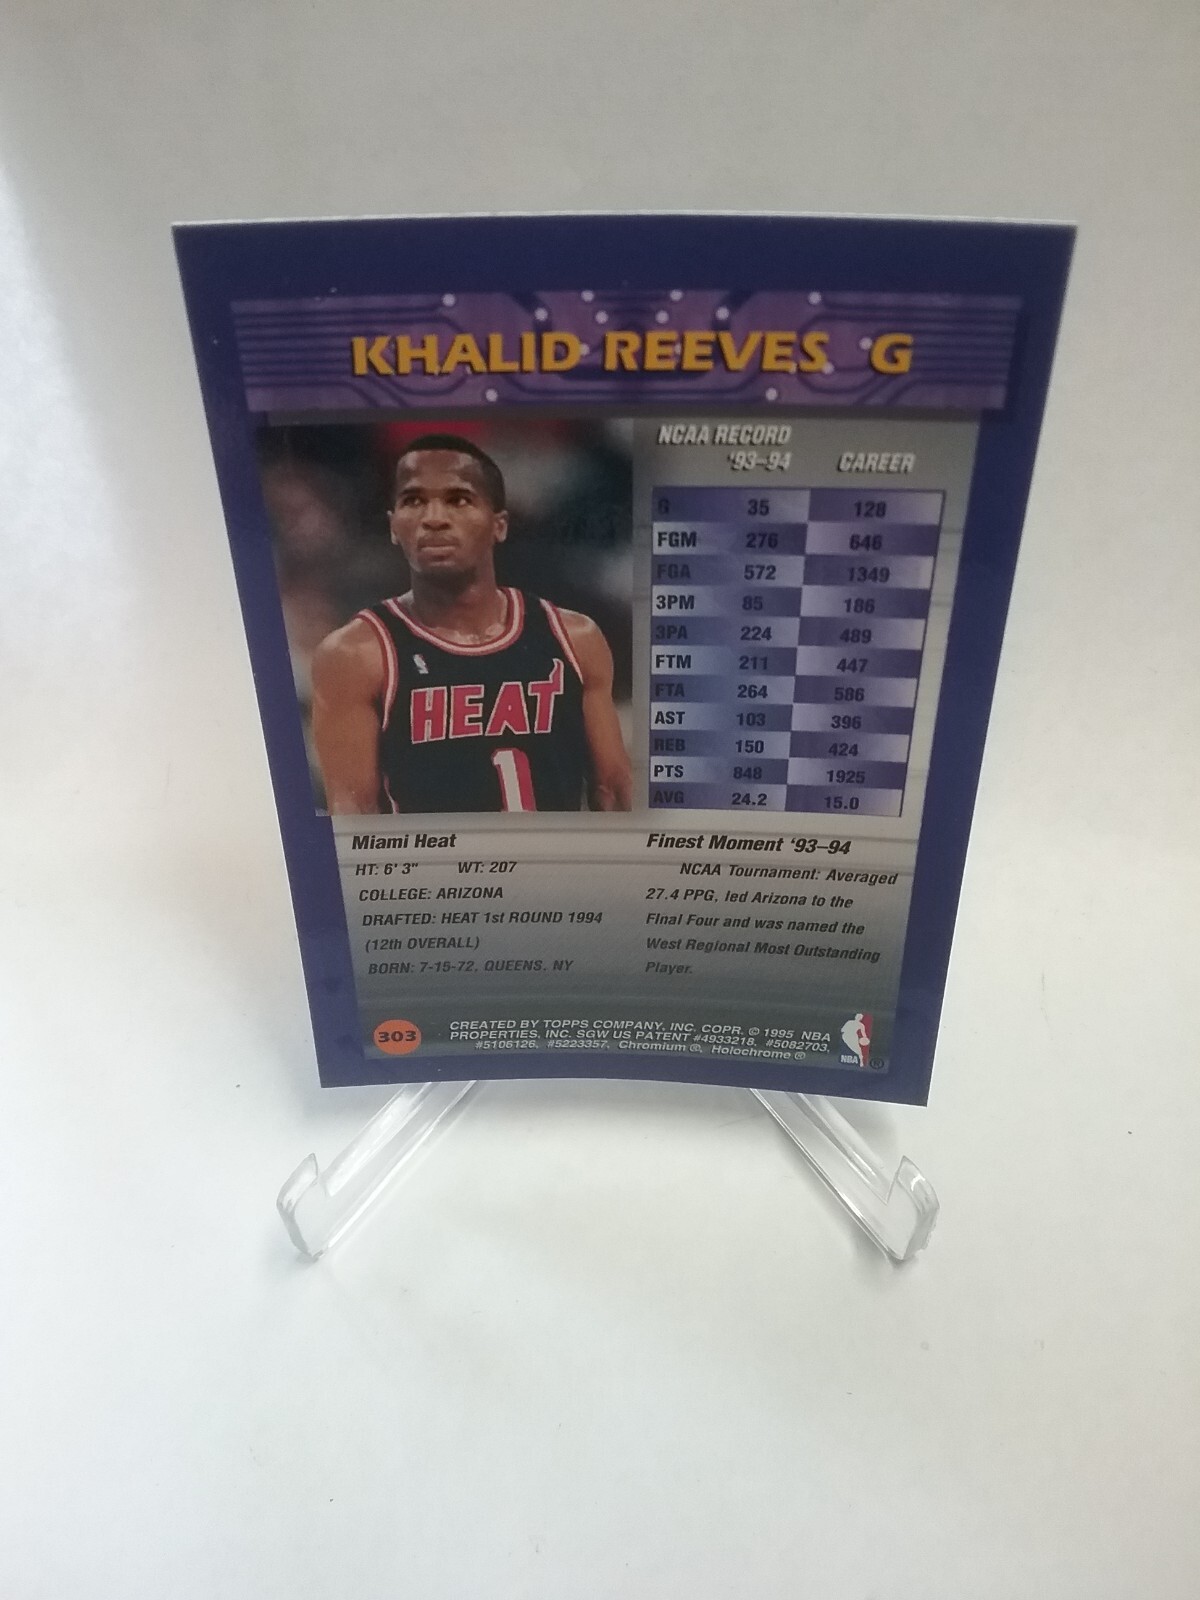 KHALID REEVES G
NCAA RECORD
'93–94 CAREER
G 35 128
FGM 276 646
FGA 572 1349
3PM 85 186
3PA 224 489
FTM 211 447
FTA 264 586
AST 103 396
REB 150 424
PTS 848 1925
AVG 24.2 15.0
HEAT
1
Miami Heat
HT: 6' 3" WT: 207
COLLEGE: ARIZONA
DRAFTED: HEAT 1st ROUND 1994
(12th OVERALL)
BORN: 7-15-72, QUEENS, NY
Finest Moment '93–94
NCAA Tournament: Averaged
27.4 PPG, led Arizona to the
Final Four and was named the
West Regional Most Outstanding
Player.
303
CREATED BY TOPPS COMPANY, INC. COPR. © 1995 NBA
PROPERTIES, INC. SGW US PATENT #4933218, #5082703,
#5106126, #5223357, Chromium ®, Holochrome ®
NBA ®